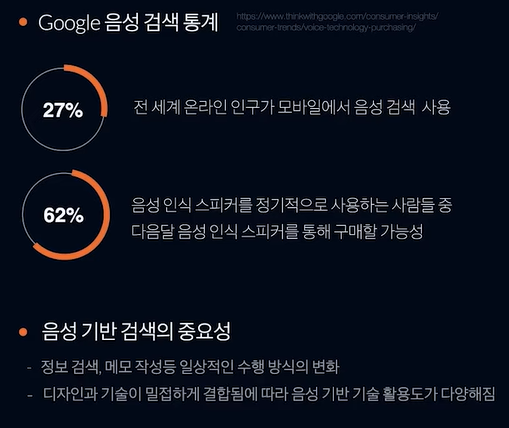 Google 음성 검색 통계
https://www.thinkwithgoogle.com/consumer-insights/
consumer-trends/voice-technology-purchasing/
27%
전 세계 온라인 인구가 모바일에서 음성 검색 사용
62%
음성 인식 스피커를 정기적으로 사용하는 사람들 중
다음달 음성 인식 스피커를 통해 구매할 가능성
음성 기반 검색의 중요성
- 정보 검색, 메모 작성등 일상적인 수행 방식의 변화
- 디자인과 기술이 밀접하게 결합됨에 따라 음성 기반 기술 활용도가 다양해짐